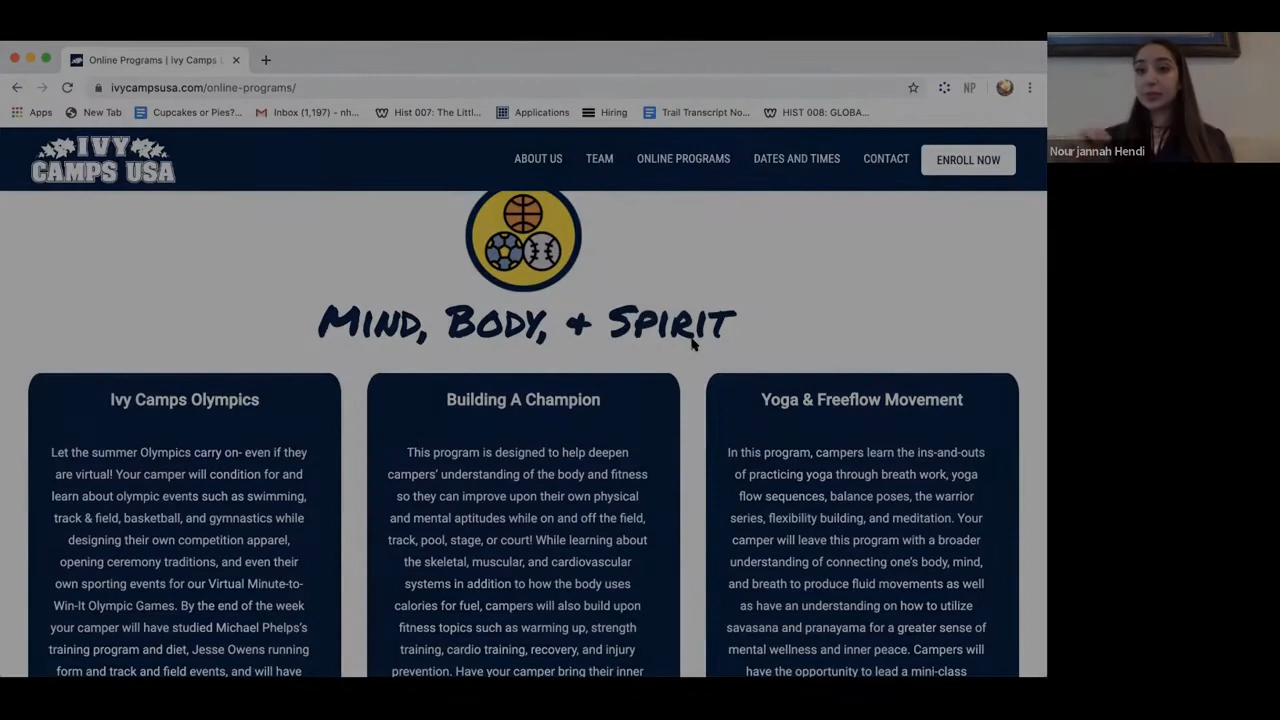 Online Programs | Ivy Camps U
ivycampsusa.com/online-programs/
NP
Apps
New Tab
Cupcakes or Pies?...
Inbox (1,197) - nh...
Hist 007: The Littl...
Applications
Hiring
Trail Transcript No...
HIST 008: GLOBA...
Nour jannah Hendi
IVY
CAMPS USA
ABOUT US
TEAM
ONLINE PROGRAMS
DATES AND TIMES
CONTACT
ENROLL NOW
Mind, Body, & Spirit
Ivy Camps Olympics
Let the summer Olympics carry on- even if they
are virtual! Your camper will condition for and
learn about olympic events such as swimming,
track & field, basketball, and gymnastics while
designing their own competition apparel,
opening ceremony traditions, and even their
own sporting events for our Virtual Minute-to-
Win-It Olympic Games. By the end of the week
your camper will have studied Michael Phelps's
training program and diet, Jesse Owens running
form and track and field events, and will have
Building A Champion
This program is designed to help deepen
campers' understanding of the body and fitness
so they can improve upon their own physical
and mental aptitudes while on and off the field,
track, pool, stage, or court! While learning about
the skeletal, muscular, and cardiovascular
systems in addition to how the body uses
calories for fuel, campers will also build upon
fitness topics such as warming up, strength
training, cardio training, recovery, and injury
prevention. Have your camper bring their inner
Yoga & Freeflow Movement
In this program, campers learn the ins-and-outs
of practicing yoga through breath work, yoga
flow sequences, balance poses, the warrior
series, flexibility building, and meditation. Your
camper will leave this program with a broader
understanding of connecting one's body, mind,
and breath to produce fluid movements as well
as have an understanding on how to utilize
savasana and pranayama for a greater sense of
mental wellness and inner peace. Campers will
have the opportunity to lead a mini-class